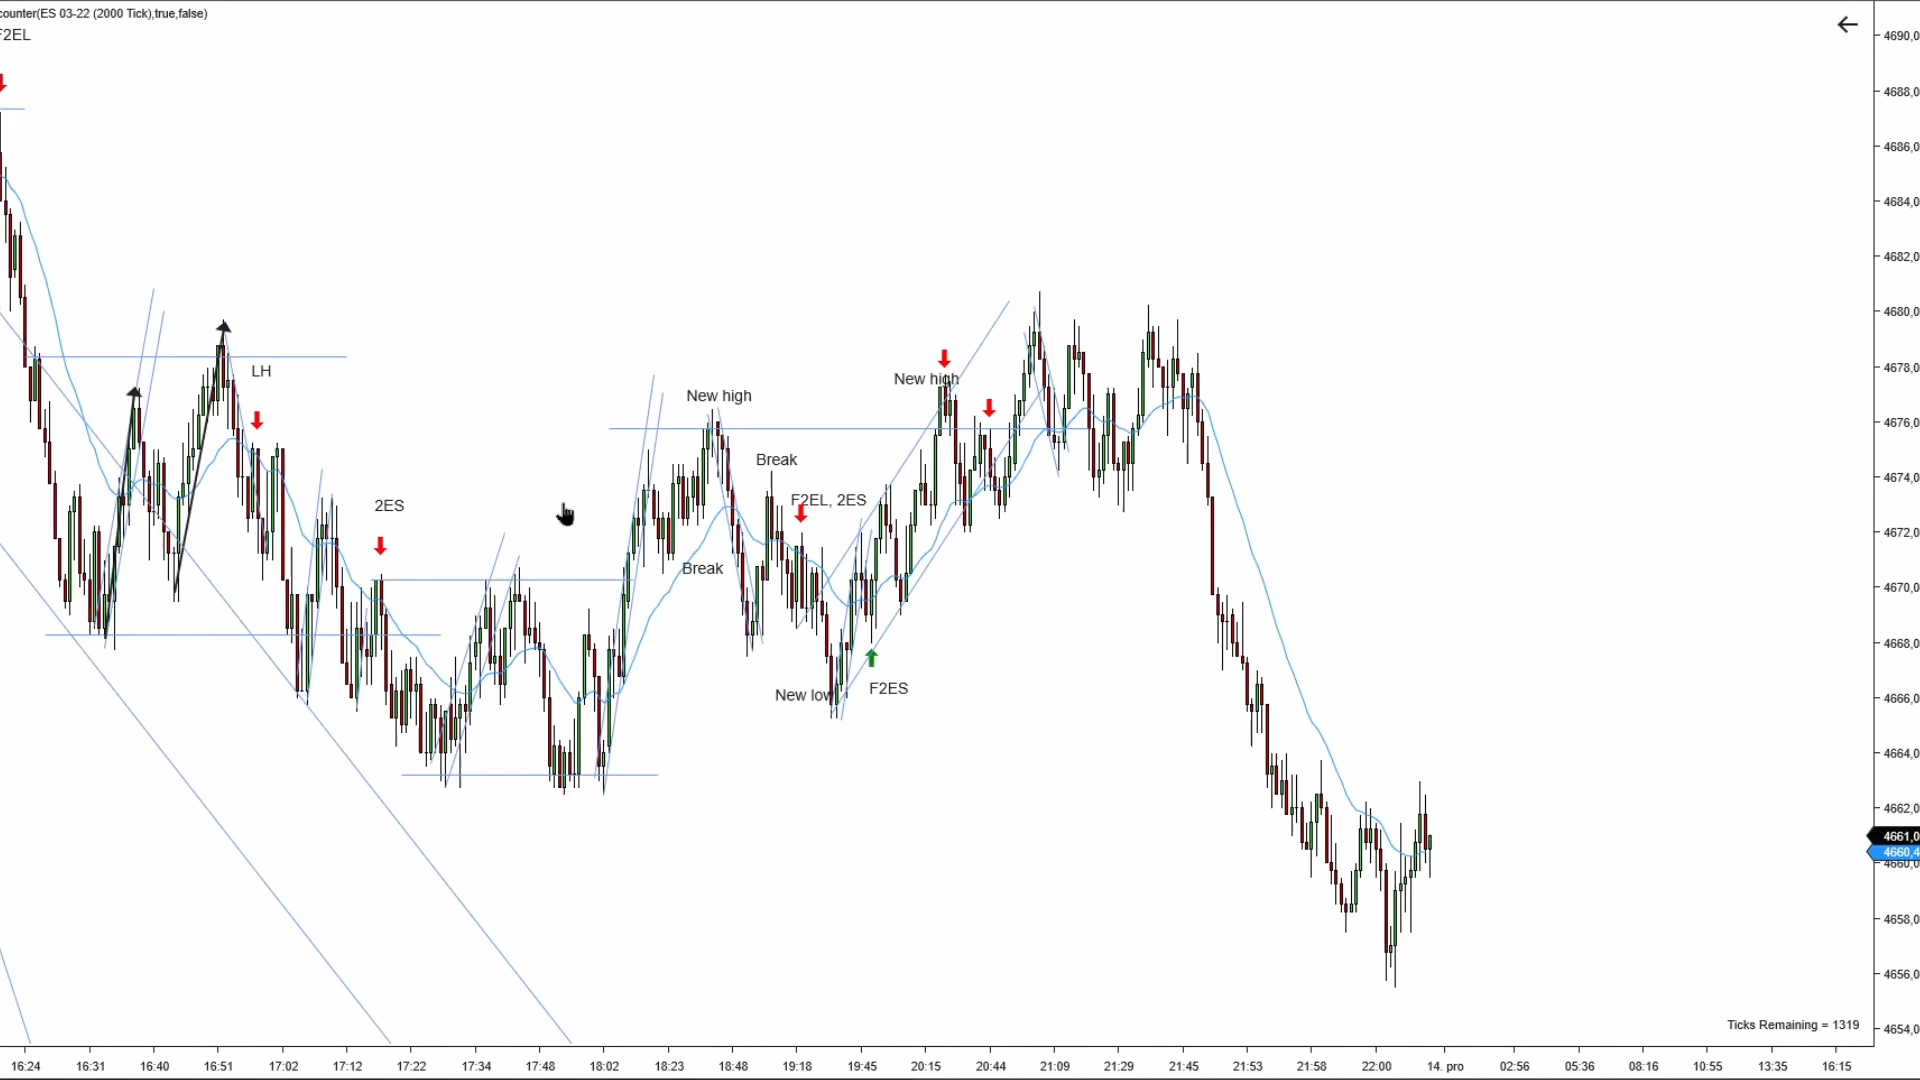 counter(ES 03-22 (2000 Tick),true,false)
F2EL
LH
2ES
New high
Break
Break
F2EL, 2ES
New low
F2ES
New high
4690,0
4688,0
4686,0
4684,0
4682,0
4680,0
4678,0
4676,0
4674,0
4672,0
4670,0
4668,0
4666,0
4664,0
4662,0
4661,0
4660,4
4660,0
4658,0
4656,0
4654,0
Ticks Remaining = 1319
16:24 16:31 16:40 16:51 17:02 17:12 17:22 17:34 17:48 18:02 18:23 18:48 19:18 19:45 20:15 20:44 21:09 21:29 21:45 21:53 21:58 22:00 14. pro 02:56 05:36 08:16 10:55 13:35 16:15